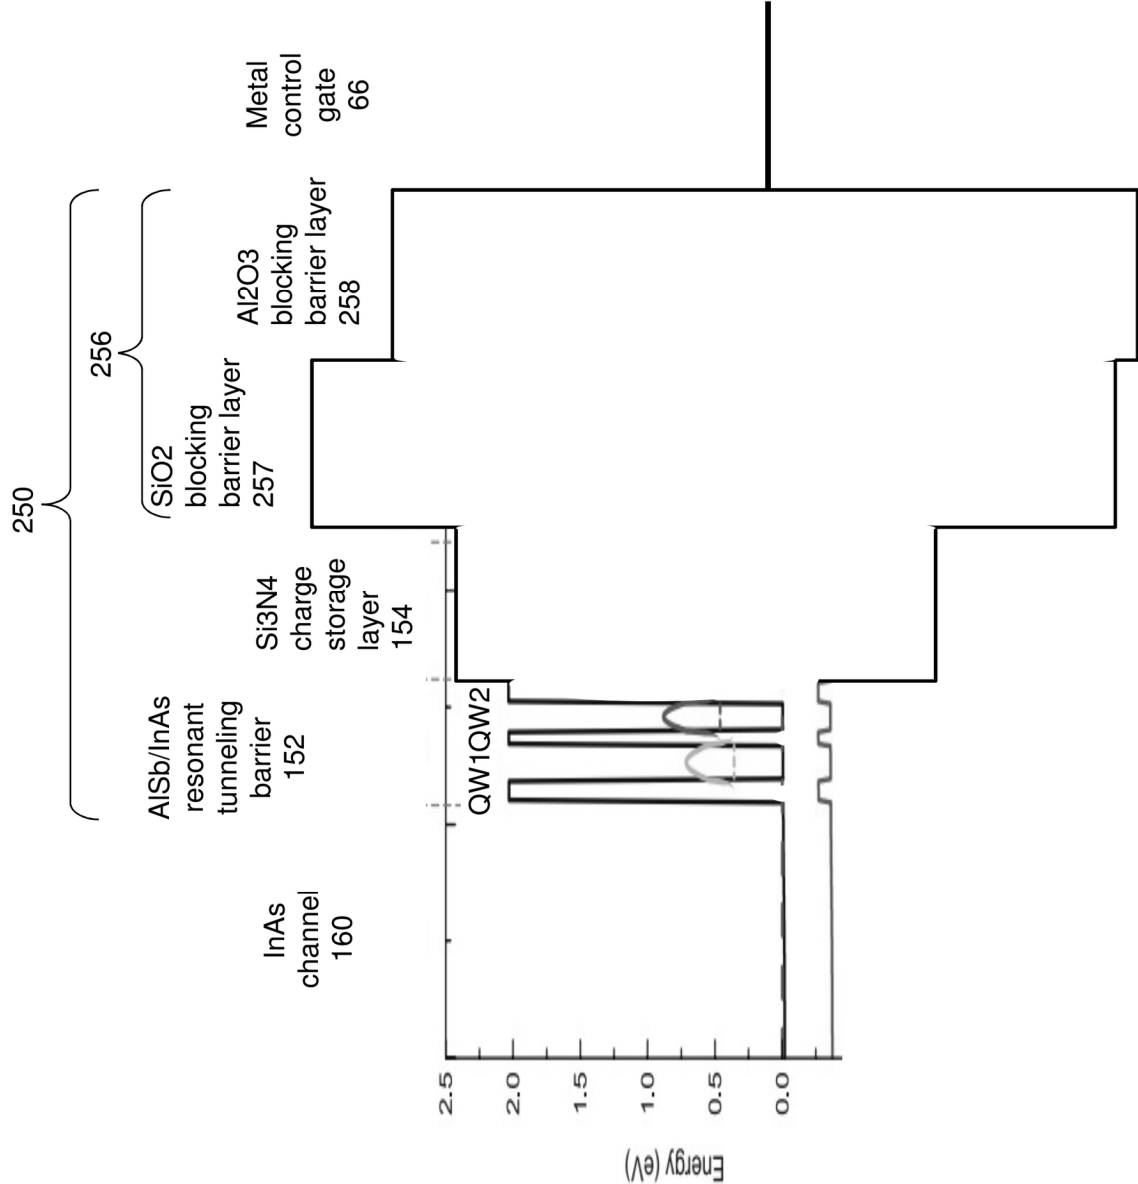 250
256
AlSb/InAs
resonant
tunneling
barrier
152
SiO2
blocking
barrier layer
257
Al2O3
blocking
barrier layer
258
Metal
control
gate
66
InAs
channel
160
Si3N4
charge
storage
layer
154
QW1QW2
2.5
2.0
1.5
1.0
0.5
0.0
Energy (eV)